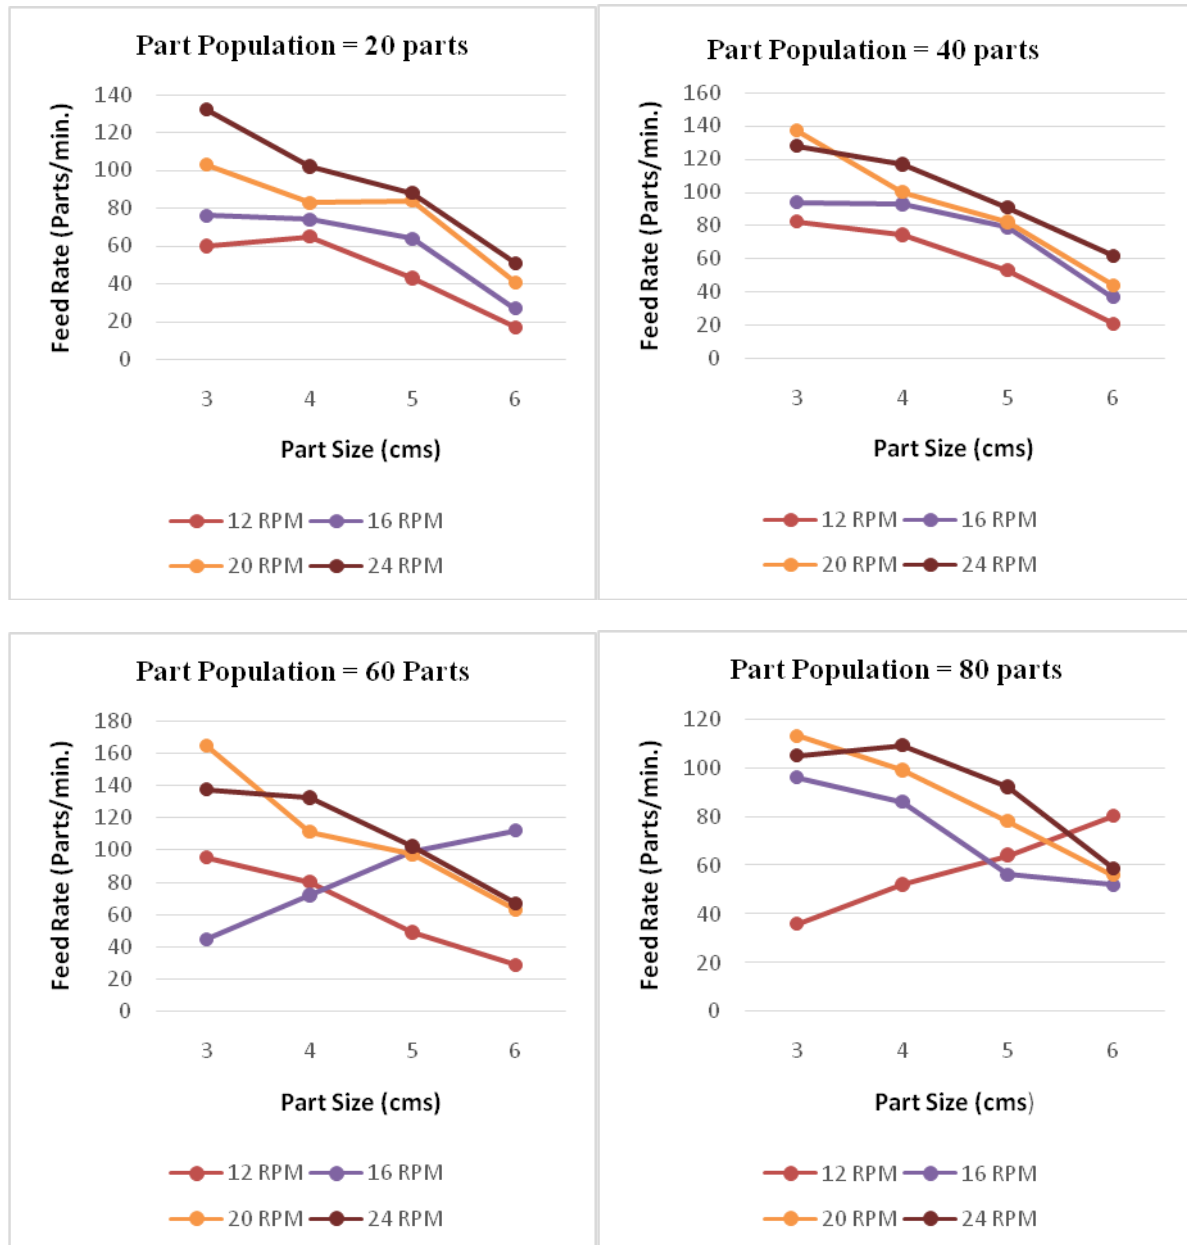 Part Population = 20 parts
Feed Rate (Parts/min.)
140
120
100
80
60
40
20
0
3 4 5 6
Part Size (cms)
12 RPM 16 RPM
20 RPM 24 RPM
Part Population = 40 parts
Feed Rate (Parts/min.)
160
140
120
100
80
60
40
20
0
3 4 5 6
Part Size (cms)
12 RPM 16 RPM
20 RPM 24 RPM
Part Population = 60 Parts
Feed Rate (Parts/min.)
180
160
140
120
100
80
60
40
20
0
3 4 5 6
Part Size (cms)
12 RPM 16 RPM
20 RPM 24 RPM
Part Population = 80 parts
Feed Rate (Parts/min.)
120
100
80
60
40
20
0
3 4 5 6
Part Size (cms)
12 RPM 16 RPM
20 RPM 24 RPM